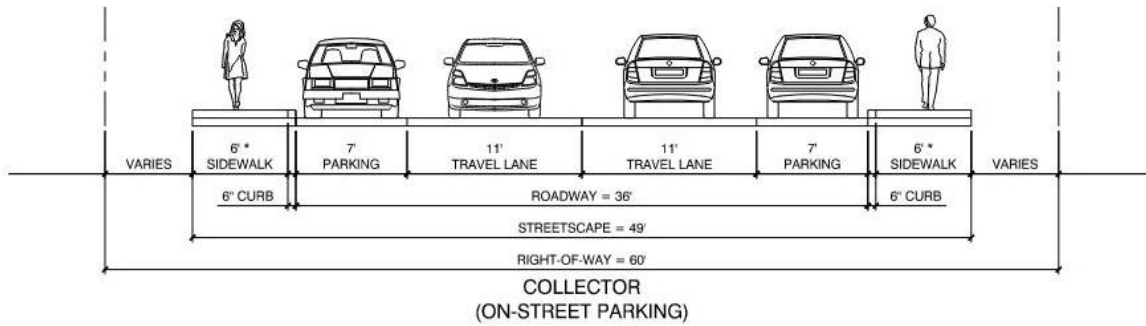 6' * 7' 11' 11' 7' 6' *
VARIES SIDEWALK PARKING TRAVEL LANE TRAVEL LANE PARKING SIDEWALK VARIES
6" CURB ROADWAY = 36' 6" CURB
STREETSCAPE = 49'
RIGHT-OF-WAY = 60'
COLLECTOR
(ON-STREET PARKING)